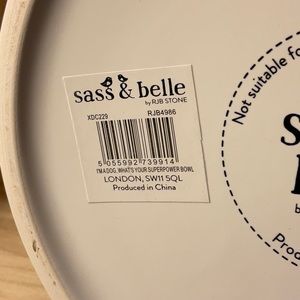 sass & belle
by RJB STONE
XDC229 RJB4986
5 055992 739914
I'M A DOG, WHAT'S YOUR SUPERPOWER BOWL
LONDON, SW11 5QL
Produced in China
Not suitable fo
s
b
Prod